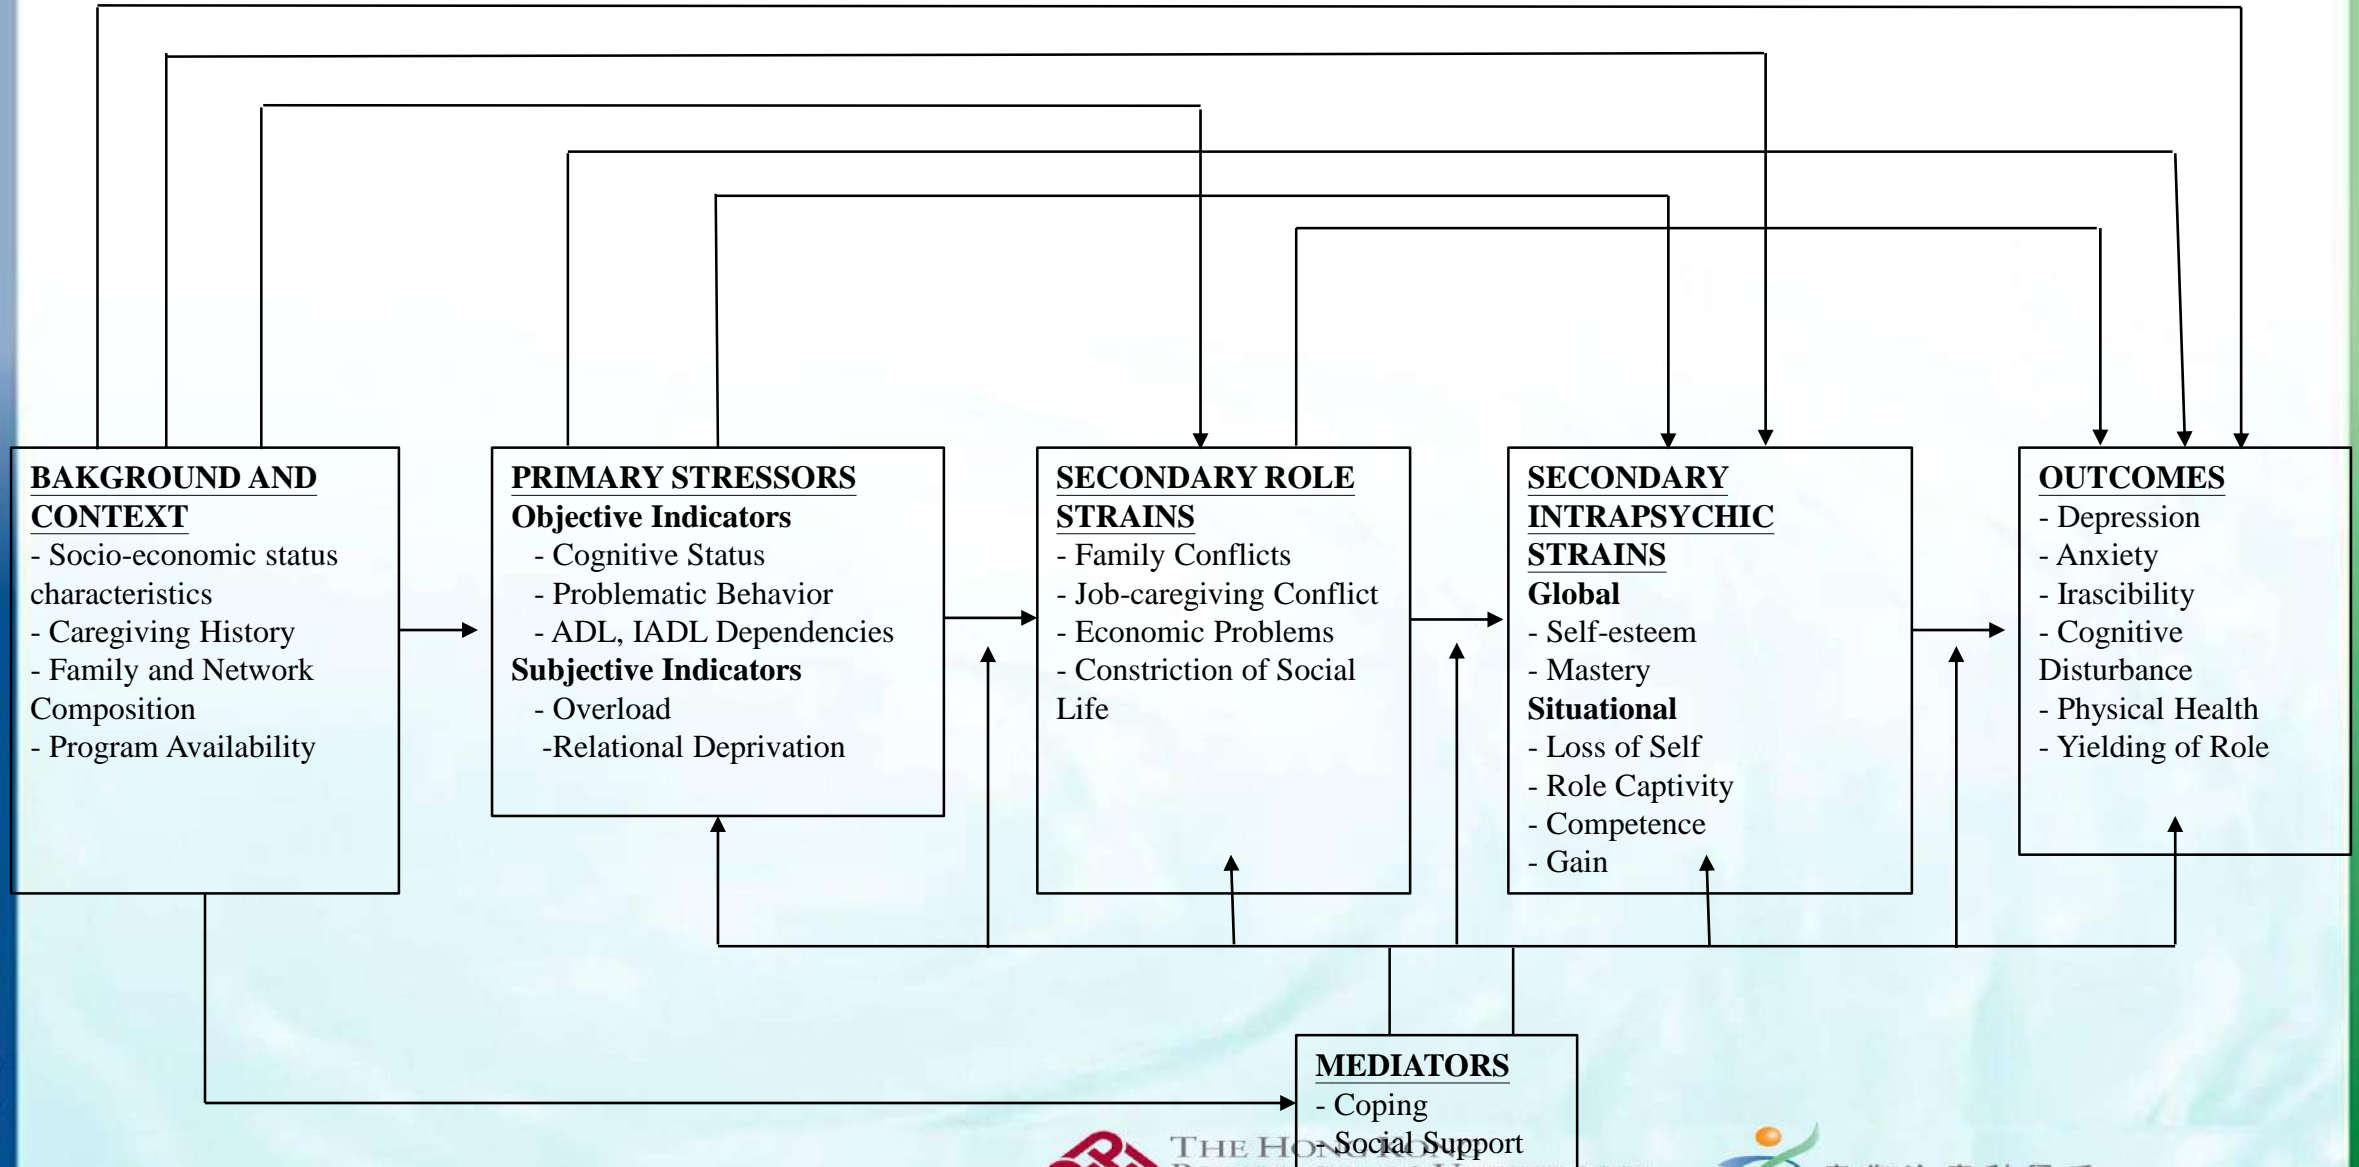 BAKGROUND AND
CONTEXT
- Socio-economic status
characteristics
- Caregiving History
- Family and Network
Composition
- Program Availability
PRIMARY STRESSORS
Objective Indicators
- Cognitive Status
- Problematic Behavior
- ADL, IADL Dependencies
Subjective Indicators
- Overload
-Relational Deprivation
SECONDARY ROLE
STRAINS
- Family Conflicts
- Job-caregiving Conflict
- Economic Problems
- Constriction of Social
Life
SECONDARY
INTRAPSYCHIC
STRAINS
Global
- Self-esteem
- Mastery
Situational
- Loss of Self
- Role Captivity
- Competence
- Gain
OUTCOMES
- Depression
- Anxiety
- Irascibility
- Cognitive
Disturbance
- Physical Health
- Yielding of Role
MEDIATORS
- Coping
- Social Support
THE HONG KONG